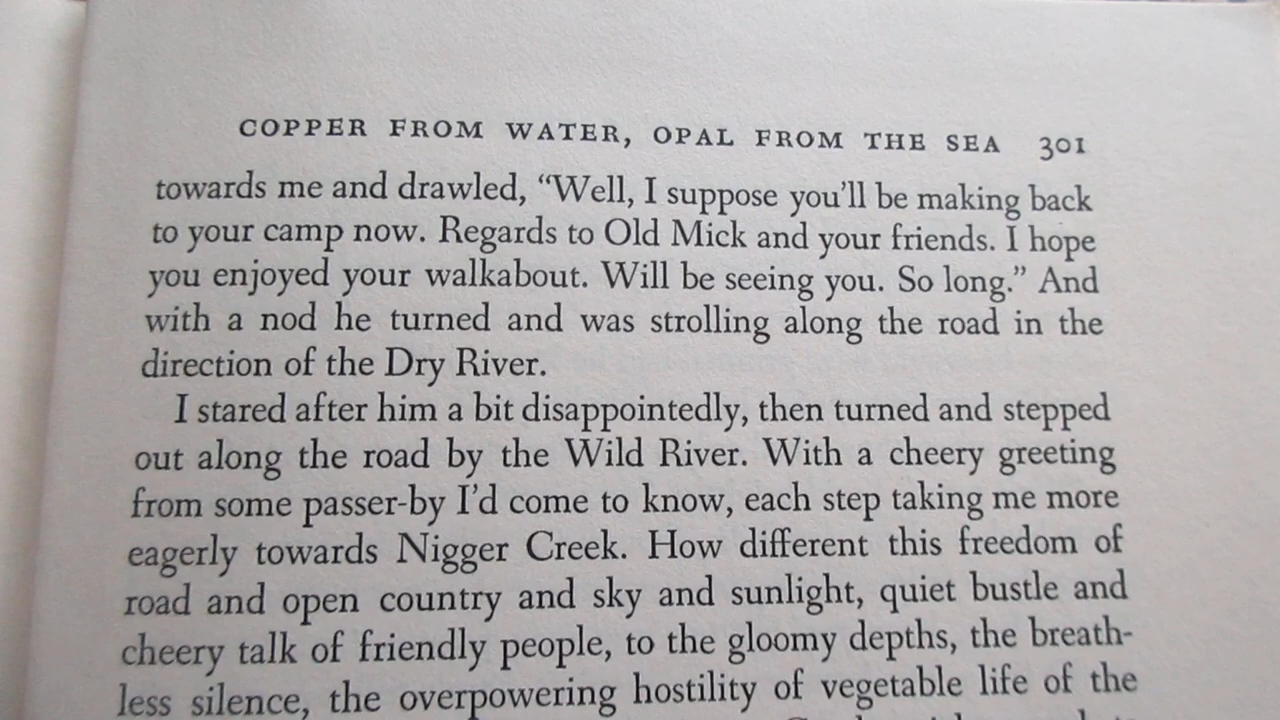 COPPER FROM WATER, OPAL FROM THE SEA 301
towards me and drawled, “Well, I suppose you’ll be making back
to your camp now. Regards to Old Mick and your friends. I hope
you enjoyed your walkabout. Will be seeing you. So long.” And
with a nod he turned and was strolling along the road in the
direction of the Dry River.
I stared after him a bit disappointedly, then turned and stepped
out along the road by the Wild River. With a cheery greeting
from some passer-by I’d come to know, each step taking me more
eagerly towards Nigger Creek. How different this freedom of
road and open country and sky and sunlight, quiet bustle and
cheery talk of friendly people, to the gloomy depths, the breath-
less silence, the overpowering hostility of vegetable life of the